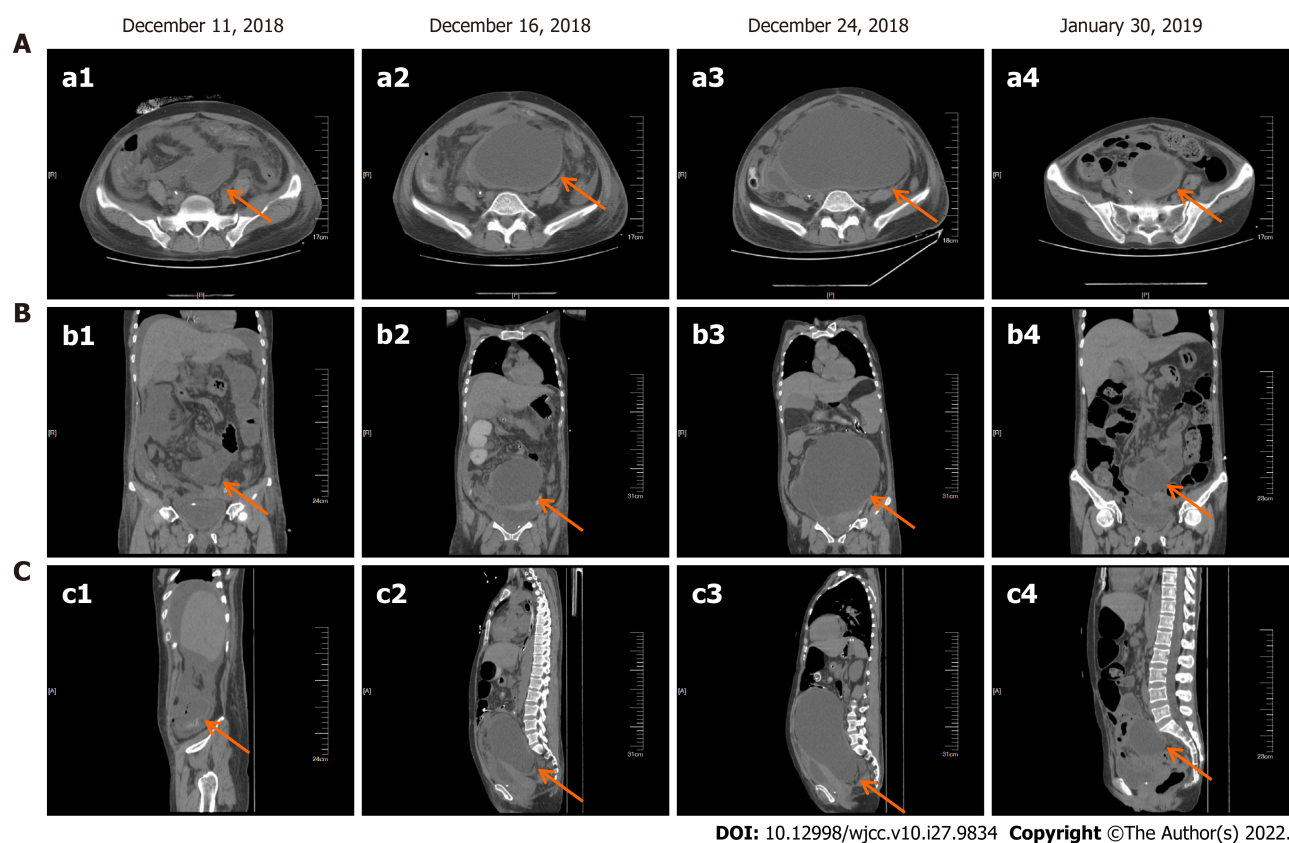 December 11, 2018 December 16, 2018 December 24, 2018 January 30, 2019
A
a1 a2 a3 a4
[R] [R] [R] [R]
17cm 17cm 18cm 23cm
[P] [P] [P]
B
b1 b2 b3 b4
[R] [R] [R] [R]
24cm 31cm 31cm 23cm
C
c1 c2 c3 c4
[A] [A] [A] [A]
24cm 31cm 31cm 23cm
DOI: 10.12998/wjcc.v10.i27.9834 Copyright ©The Author(s) 2022.